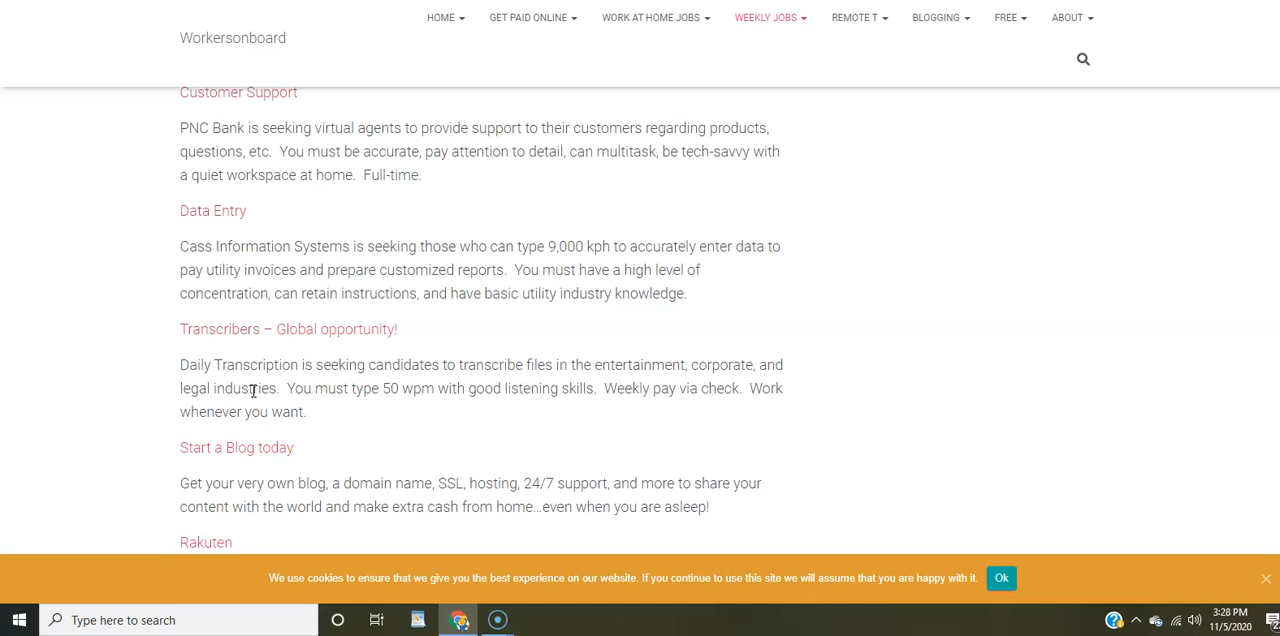 HOME GET PAID ONLINE WORK AT HOME JOBS WEEKLY JOBS REMOTE T BLOGGING FREE ABOUT
Workersonboard
Customer Support
PNC Bank is seeking virtual agents to provide support to their customers regarding products,
questions, etc. You must be accurate, pay attention to detail, can multitask, be tech-savvy with
a quiet workspace at home. Full-time.
Data Entry
Cass Information Systems is seeking those who can type 9,000 kph to accurately enter data to
pay utility invoices and prepare customized reports. You must have a high level of
concentration, can retain instructions, and have basic utility industry knowledge.
Transcribers – Global opportunity!
Daily Transcription is seeking candidates to transcribe files in the entertainment, corporate, and
legal industries. You must type 50 wpm with good listening skills. Weekly pay via check. Work
whenever you want.
Start a Blog today
Get your very own blog, a domain name, SSL, hosting, 24/7 support, and more to share your
content with the world and make extra cash from home...even when you are asleep!
Rakuten
We use cookies to ensure that we give you the best experience on our website. If you continue to use this site we will assume that you are happy with it. Ok
Type here to search
3:28 PM
11/5/2020